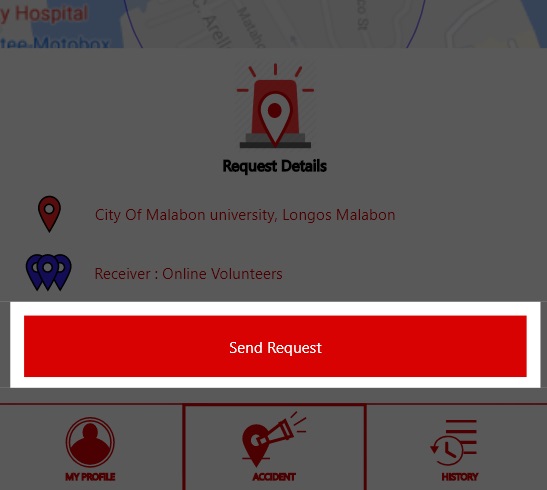 y Hospital
tee Motobox
C. Arell
co St
Request Details
City Of Malabon university, Longos Malabon
Receiver : Online Volunteers
Send Request
MY PROFILE
ACCIDENT
HISTORY